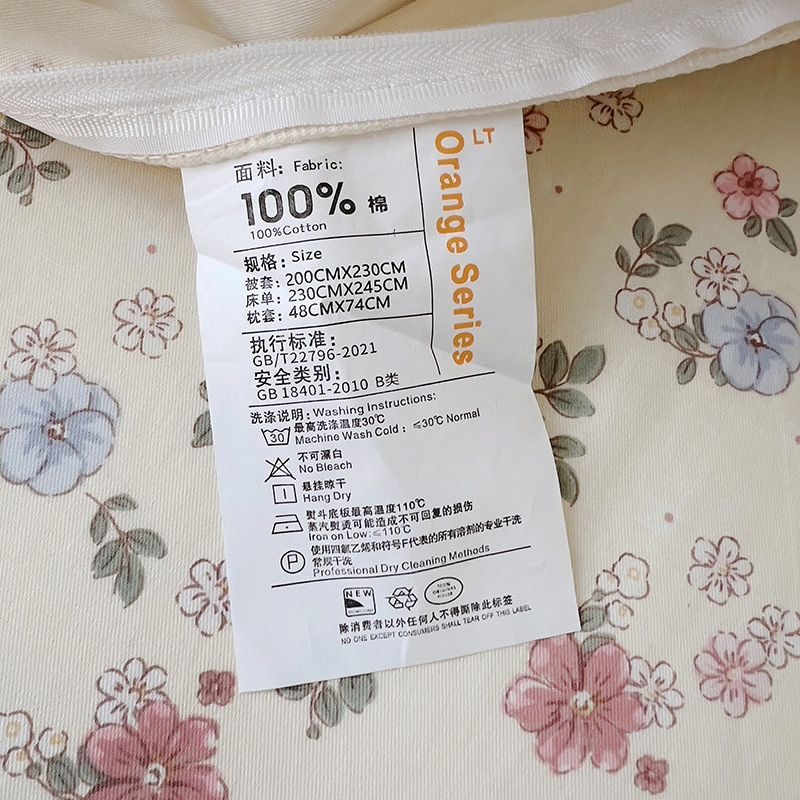 LT
Orange Series
面料: Fabric:
100% 棉
100%Cotton
规格: Size
被套: 200CMX230CM
床单: 230CMX245CM
枕套: 48CMX74CM
执行标准:
GB/T22796-2021
安全类别:
GB 18401-2010 B类
洗涤说明: Washing Instructions:
30
最高洗涤温度30℃
Machine Wash Cold : ≤30℃ Normal
不可漂白
No Bleach
悬挂晾干
Hang Dry
熨斗底板最高温度110℃
蒸汽熨烫可能造成不可回复的损伤
Iron on Low:≤110℃
P
使用四氯乙烯和符号F代表的所有溶剂的专业干洗
常规干洗
Professional Dry Cleaning Methods
NEW
100%
ORIGINAL
除消费者以外任何人不得撕除此标签
NO ONE EXCEPT CONSUMERS SHALL TEAR OFF THIS LABEL